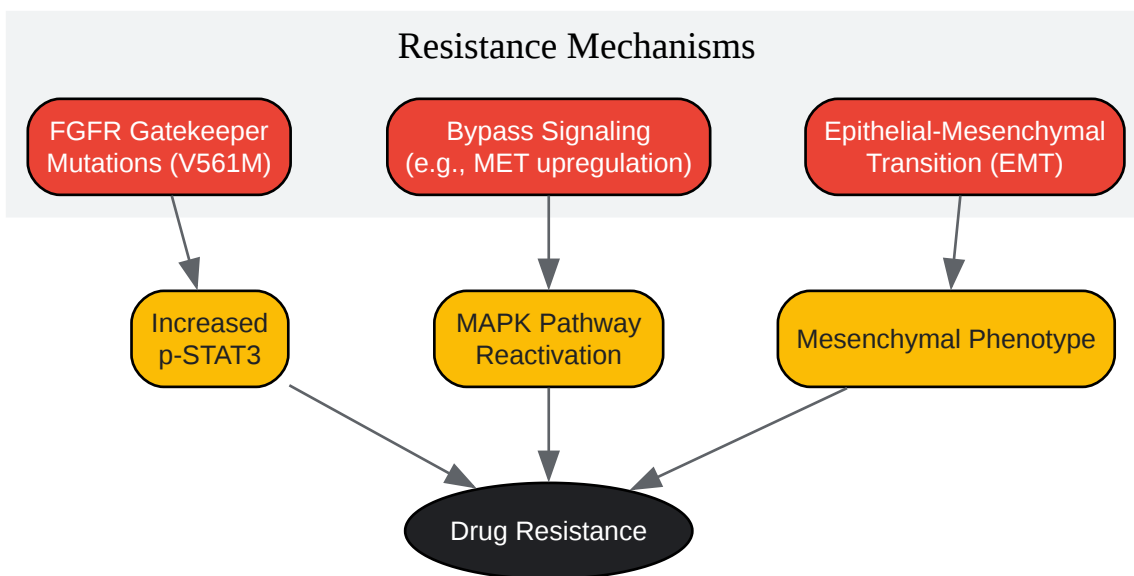 Resistance Mechanisms
FGFR Gatekeeper
Mutations (V561M)
Bypass Signaling
(e.g., MET upregulation)
Epithelial-Mesenchymal
Transition (EMT)
Increased
p-STAT3
MAPK Pathway
Reactivation
Mesenchymal Phenotype
Drug Resistance